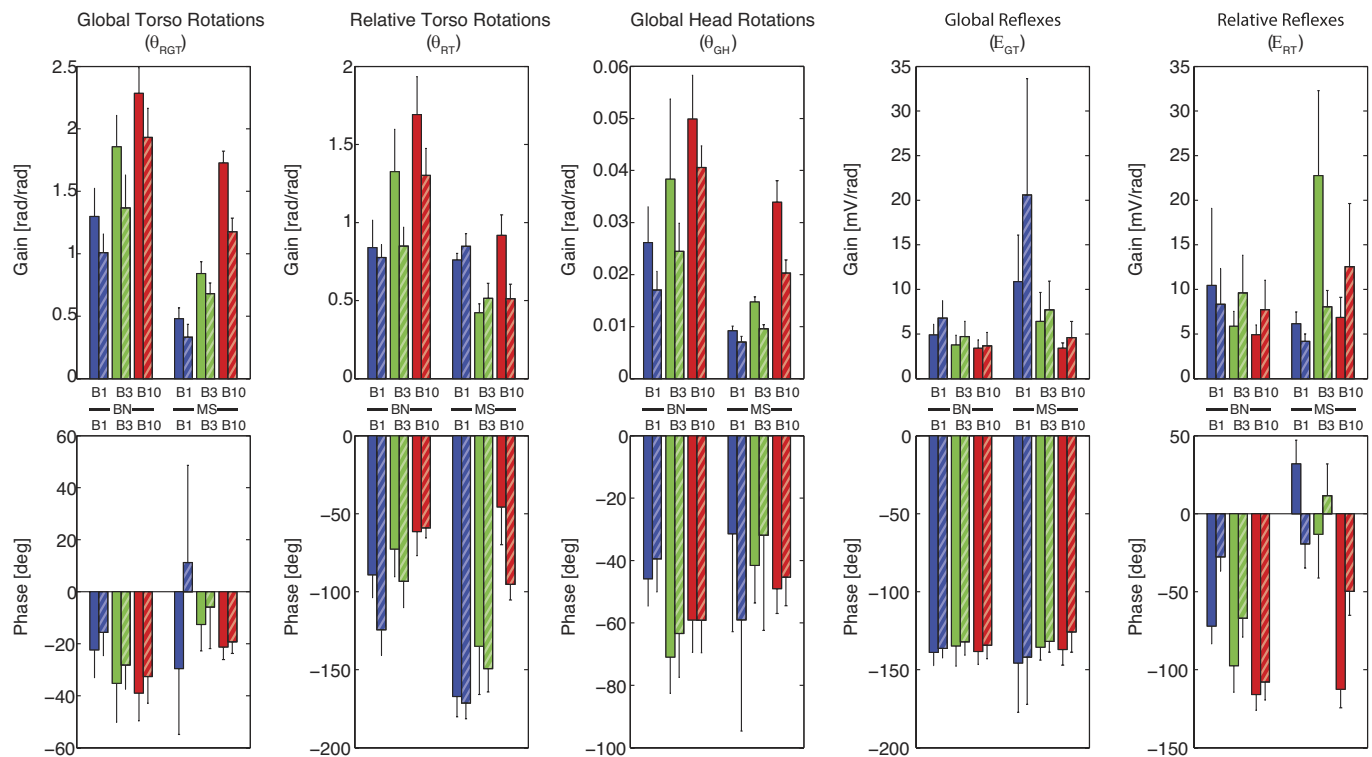 Global Torso Rotations
(θRGT)
Relative Torso Rotations
(θRT)
Global Head Rotations
(θGH)
Global Reflexes
(EGT)
Relative Reflexes
(ERT)
Gain [rad/rad]
2.5
2
1.5
1
0.5
0
B1 B3 B10 B1 B3 B10
BN MS
B1 B3 B10 B1 B3 B10
Phase [deg]
60
40
20
0
−20
−40
−60
Gain [rad/rad]
2
1.5
1
0.5
0
B1 B3 B10 B1 B3 B10
BN MS
B1 B3 B10 B1 B3 B10
Phase [deg]
0
−50
−100
−150
−200
Gain [rad/rad]
0.06
0.05
0.04
0.03
0.02
0.01
0
B1 B3 B10 B1 B3 B10
BN MS
B1 B3 B10 B1 B3 B10
Phase [deg]
0
−20
−40
−60
−80
−100
Gain [mV/rad]
35
30
25
20
15
10
5
0
B1 B3 B10 B1 B3 B10
BN MS
B1 B3 B10 B1 B3 B10
Phase [deg]
0
−50
−100
−150
−200
Gain [mV/rad]
35
30
25
20
15
10
5
0
B1 B3 B10 B1 B3 B10
BN MS
B1 B3 B10 B1 B3 B10
Phase [deg]
50
0
−50
−100
−150